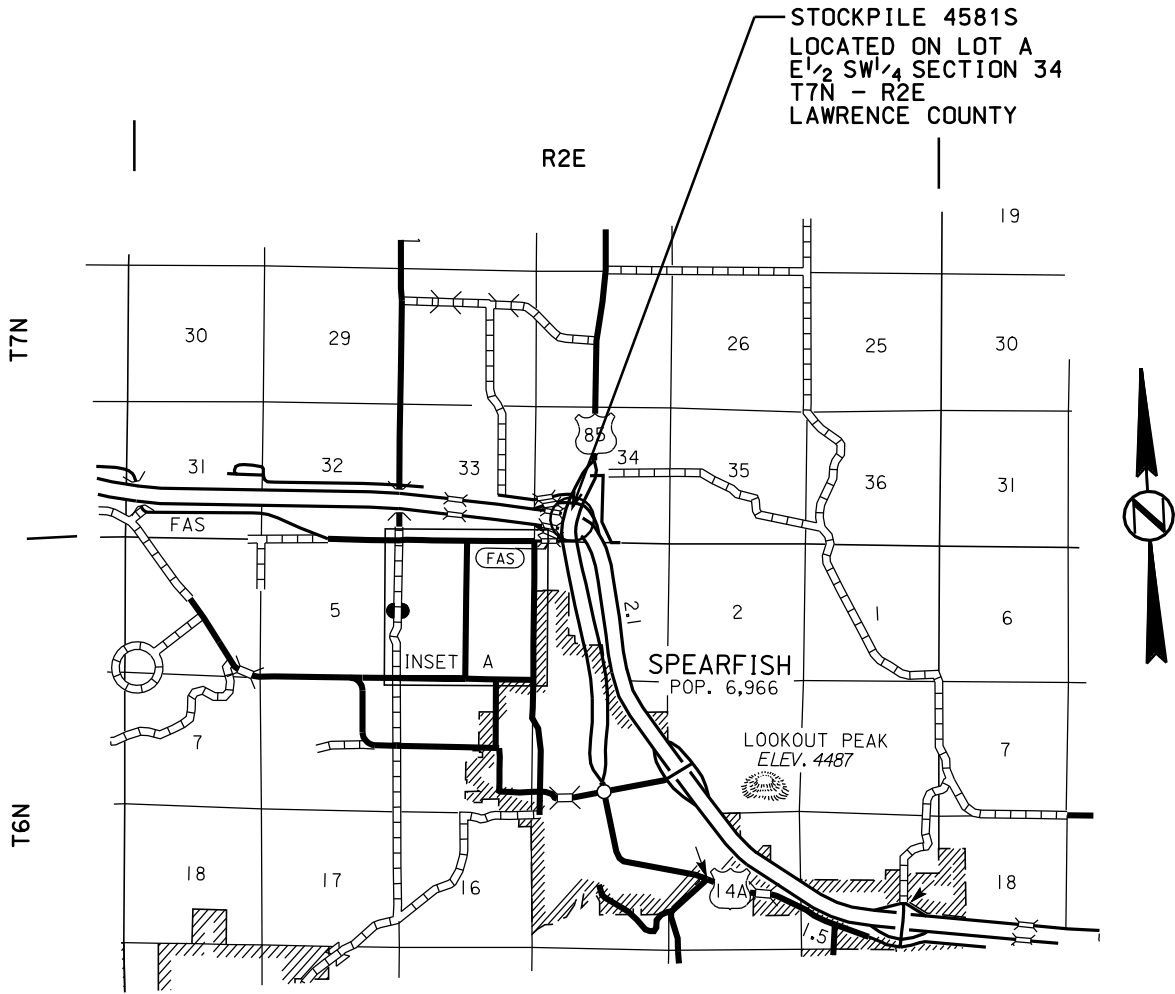 STOCKPILE 4581S
LOCATED ON LOT A
E1/2 SW1/4 SECTION 34
T7N - R2E
LAWRENCE COUNTY
R2E
19
T7N
30
29
26
25
30
85
31
32
33
34
35
36
31
FAS
FAS
5
2.1
2
1
6
INSET A
SPEARFISH
POP. 6,966
7
LOOKOUT PEAK
ELEV. 4487
7
T6N
18
17
16
14A
18
1.5
N